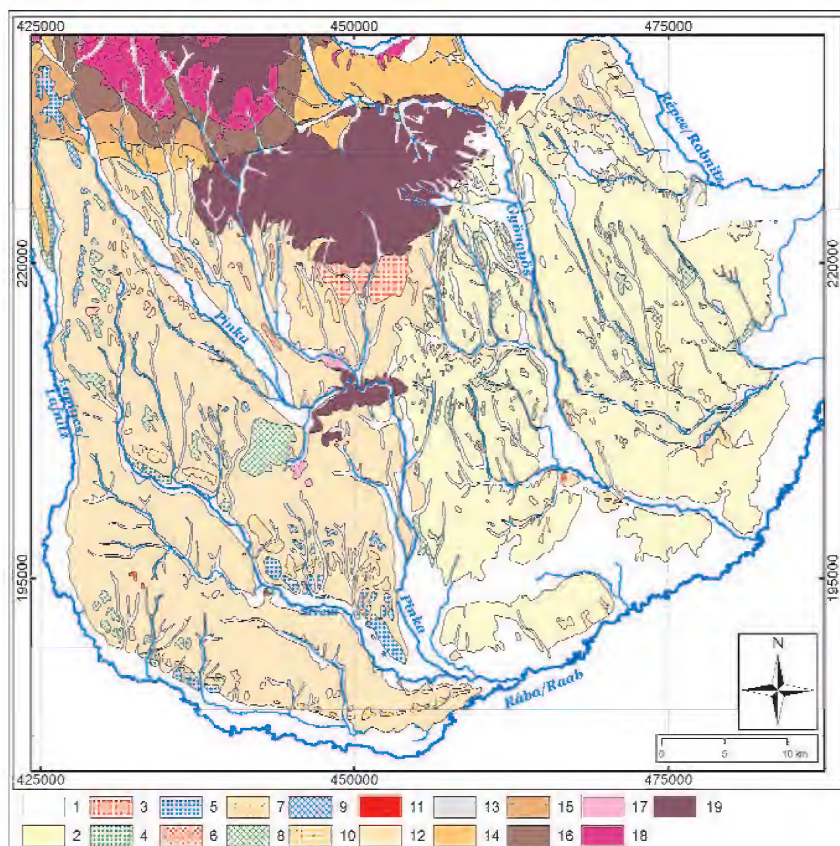 425000 450000 475000
Répce/Rabnitz
Gyöngyös
220000 220000
Pinka
Lapincs
Lafnitz
195000 195000
Strem
Pinka
N
Rába/Raab
0 5 10 km
425000 450000 475000
1 3 5 7 9 11 13 15 17 19
2 4 6 8 10 12 14 16 18